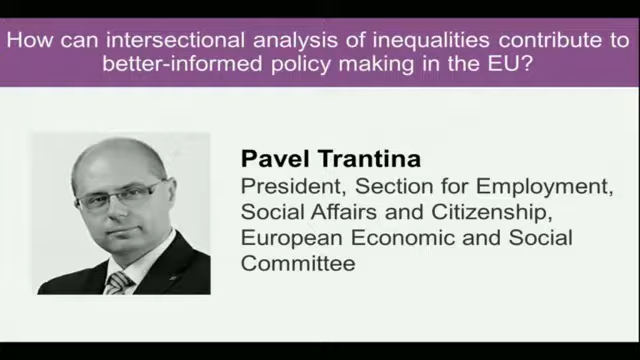 How can intersectional analysis of inequalities contribute to
better-informed policy making in the EU?
Pavel Trantina
President, Section for Employment,
Social Affairs and Citizenship,
European Economic and Social
Committee